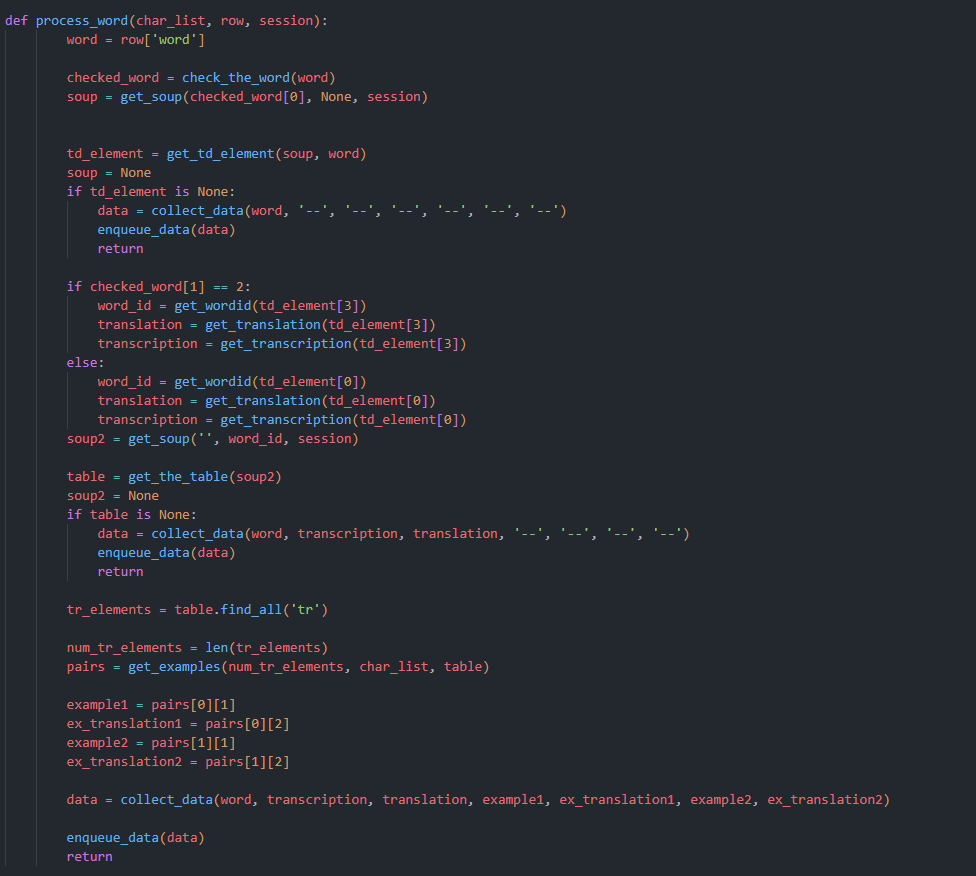 def process_word(char_list, row, session):
        word = row['word']

        checked_word = check_the_word(word)
        soup = get_soup(checked_word[0], None, session)


        td_element = get_td_element(soup, word)
        soup = None
        if td_element is None:
            data = collect_data(word, '--', '--', '--', '--', '--', '--')
            enqueue_data(data)
            return

        if checked_word[1] == 2:
            word_id = get_wordid(td_element[3])
            translation = get_translation(td_element[3])
            transcription = get_transcription(td_element[3])
        else:
            word_id = get_wordid(td_element[0])
            translation = get_translation(td_element[0])
            transcription = get_transcription(td_element[0])
        soup2 = get_soup('', word_id, session)

        table = get_the_table(soup2)
        soup2 = None
        if table is None:
            data = collect_data(word, transcription, translation, '--', '--', '--', '--')
            enqueue_data(data)
            return

        tr_elements = table.find_all('tr')

        num_tr_elements = len(tr_elements)
        pairs = get_examples(num_tr_elements, char_list, table)

        example1 = pairs[0][1]
        ex_translation1 = pairs[0][2]
        example2 = pairs[1][1]
        ex_translation2 = pairs[1][2]

        data = collect_data(word, transcription, translation, example1, ex_translation1, example2, ex_translation2)

        enqueue_data(data)
        return